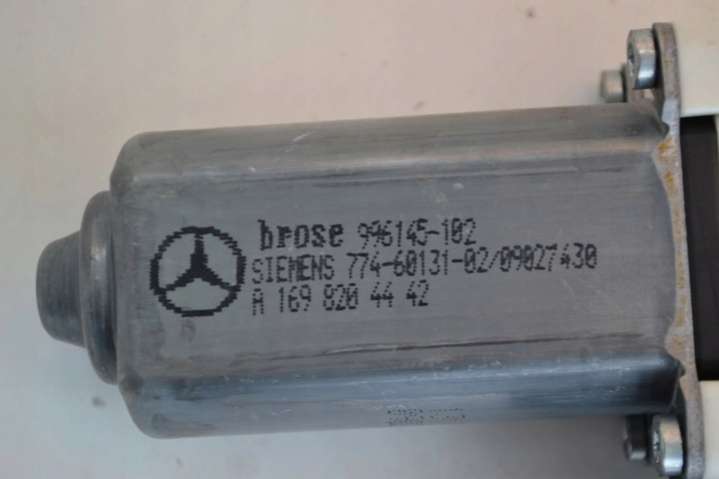 brose 996145-102
SIEMENS 774-60131-02/09027430
A 169 820 44 42